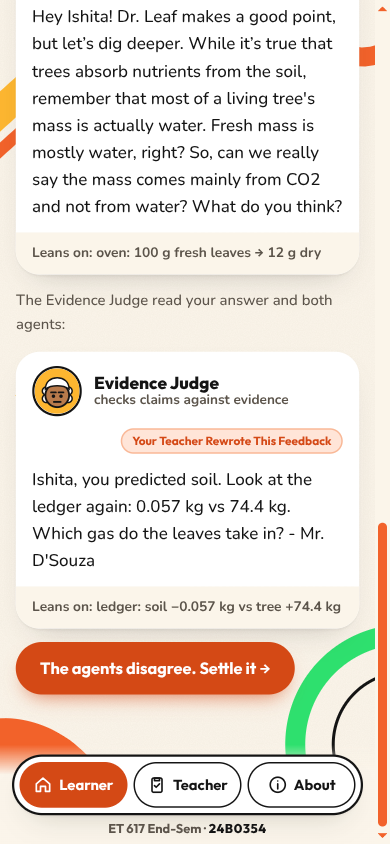 Hey Ishita! Dr. Leaf makes a good point,
but let’s dig deeper. While it’s true that
trees absorb nutrients from the soil,
remember that most of a living tree's
mass is actually water. Fresh mass is
mostly water, right? So, can we really
say the mass comes mainly from CO2
and not from water? What do you think?
Leans on: oven: 100 g fresh leaves → 12 g dry
The Evidence Judge read your answer and both
agents:
Evidence Judge
checks claims against evidence
Your Teacher Rewrote This Feedback
Ishita, you predicted soil. Look at the
ledger again: 0.057 kg vs 74.4 kg.
Which gas do the leaves take in? - Mr.
D'Souza
Leans on: ledger: soil −0.057 kg vs tree +74.4 kg
The agents disagree. Settle it →
Learner
Teacher
About
ET 617 End-Sem · 24B0354